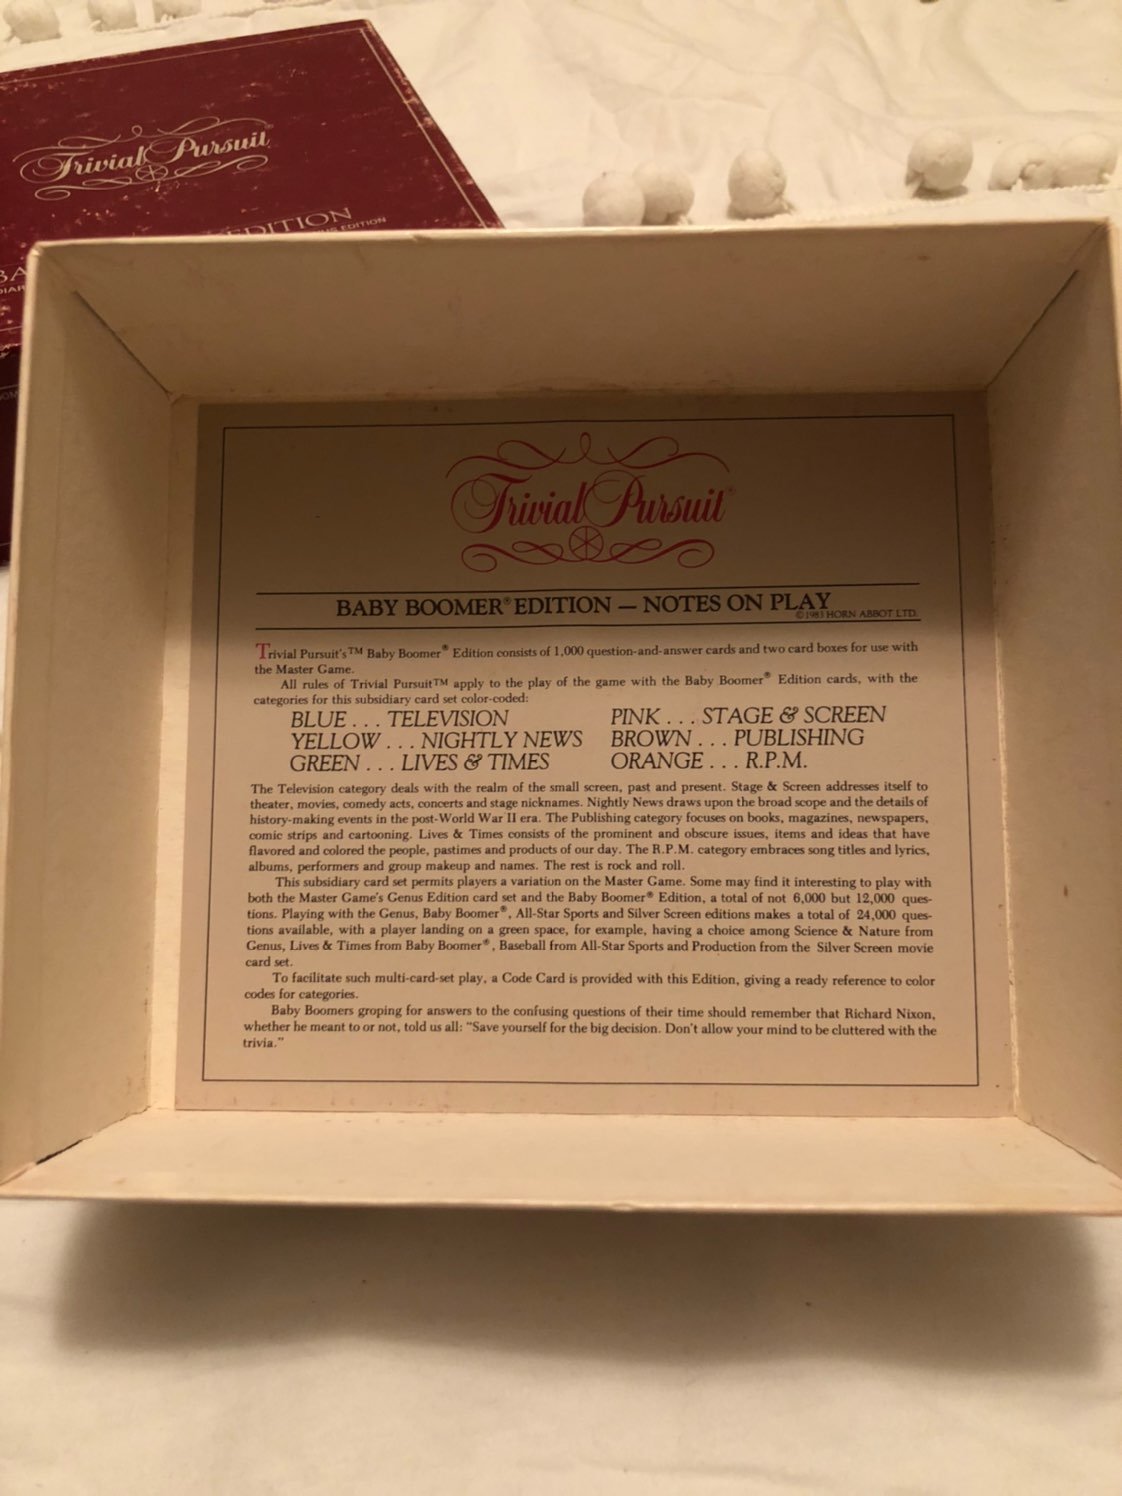 Trivial Pursuit
EDITION
EDITION
Trivial Pursuit®
BABY BOOMER® EDITION — NOTES ON PLAY
© 1983 HORN ABBOT LTD.
Trivial Pursuit's™ Baby Boomer® Edition consists of 1,000 question-and-answer cards and two card boxes for use with
the Master Game.
All rules of Trivial Pursuit™ apply to the play of the game with the Baby Boomer® Edition cards, with the
categories for this subsidiary card set color-coded:
BLUE . . . TELEVISION PINK . . . STAGE & SCREEN
YELLOW . . . NIGHTLY NEWS BROWN . . . PUBLISHING
GREEN . . . LIVES & TIMES ORANGE . . . R.P.M.
The Television category deals with the realm of the small screen, past and present. Stage & Screen addresses itself to
theater, movies, comedy acts, concerts and stage nicknames. Nightly News draws upon the broad scope and the details of
history-making events in the post-World War II era. The Publishing category focuses on books, magazines, newspapers,
comic strips and cartooning. Lives & Times consists of the prominent and obscure issues, items and ideas that have
flavored and colored the people, pastimes and products of our day. The R.P.M. category embraces song titles and lyrics,
albums, performers and group makeup and names. The rest is rock and roll.
This subsidiary card set permits players a variation on the Master Game. Some may find it interesting to play with
both the Master Game's Genus Edition card set and the Baby Boomer® Edition, a total of not 6,000 but 12,000 ques-
tions. Playing with the Genus, Baby Boomer®, All-Star Sports and Silver Screen editions makes a total of 24,000 ques-
tions available, with a player landing on a green space, for example, having a choice among Science & Nature from
Genus, Lives & Times from Baby Boomer®, Baseball from All-Star Sports and Production from the Silver Screen movie
card set.
To facilitate such multi-card-set play, a Code Card is provided with this Edition, giving a ready reference to color
codes for categories.
Baby Boomers groping for answers to the confusing questions of their time should remember that Richard Nixon,
whether he meant to or not, told us all: "Save yourself for the big decision. Don't allow your mind to be cluttered with the
trivia."